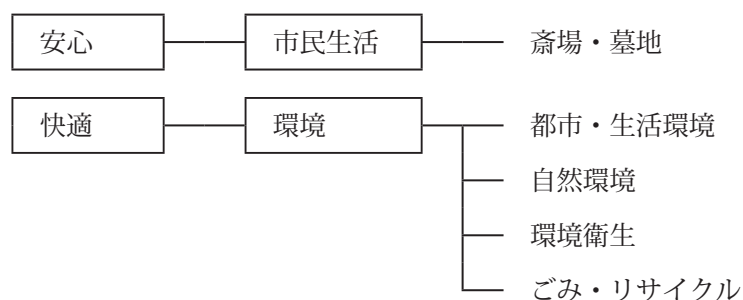 安心 市民生活 斎場・墓地
快適 環境 都市・生活環境
自然環境
環境衛生
ごみ・リサイクル